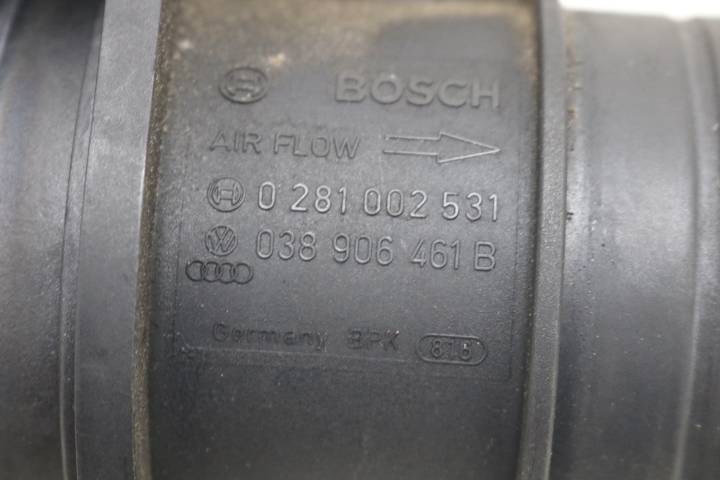 BOSCH
AIR FLOW
0 281 002 531
038 906 461 B
Germany BPK 816